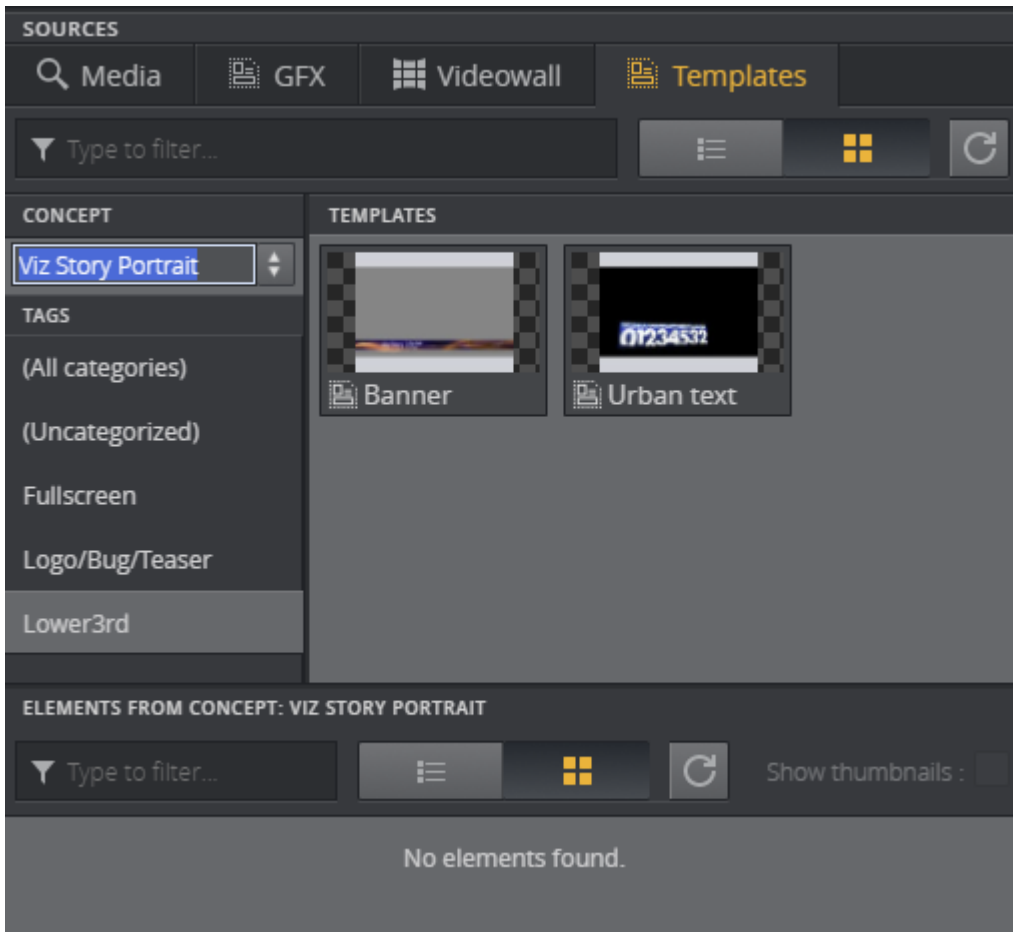 SOURCES
Media GFX Videowall Templates
Type to filter...
CONCEPT
TEMPLATES
Viz Story Portrait
01234532
TAGS
Banner
Urban text
(All categories)
(Uncategorized)
Fullscreen
Logo/Bug/Teaser
Lower3rd
ELEMENTS FROM CONCEPT: VIZ STORY PORTRAIT
Type to filter...
Show thumbnails :
No elements found.